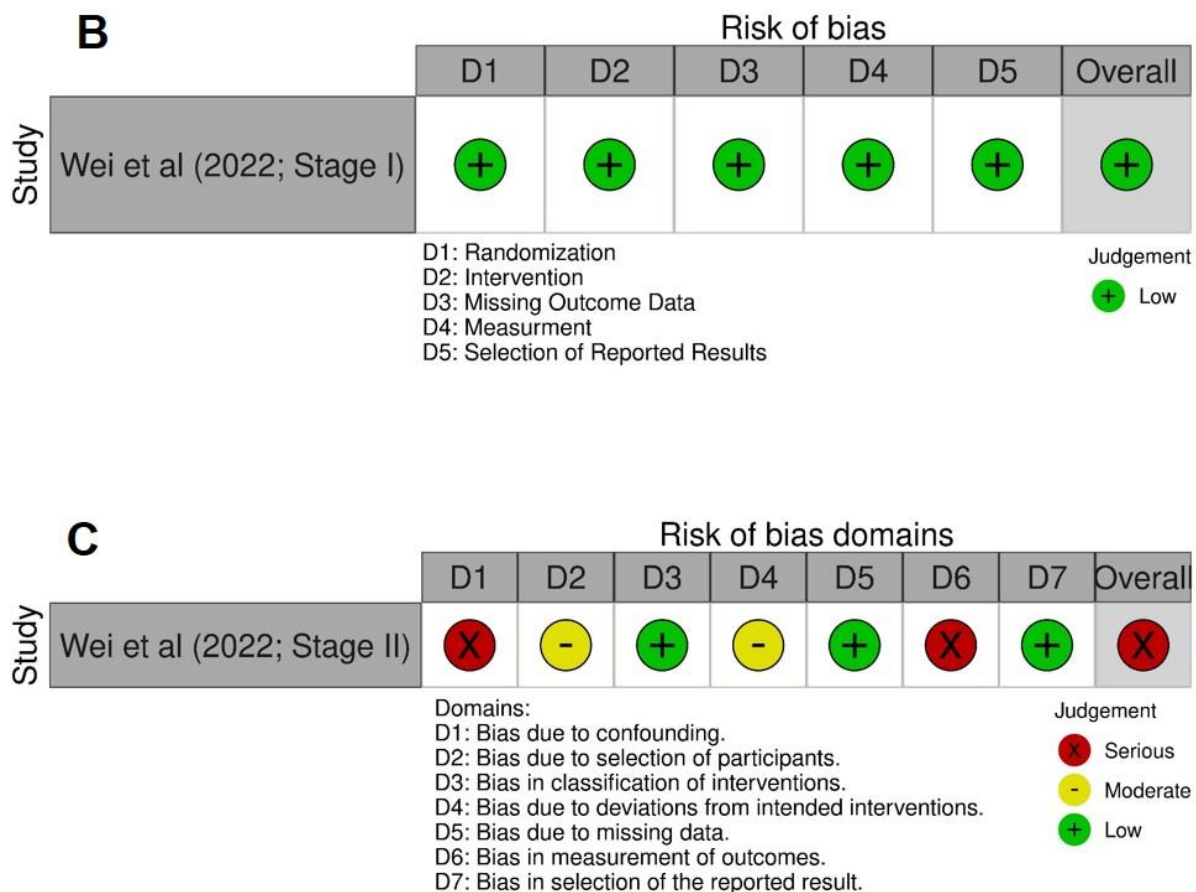 B
Risk of bias
D1 D2 D3 D4 D5 Overall
Study
Wei et al (2022; Stage I) + + + + + +
D1: Randomization
D2: Intervention
D3: Missing Outcome Data
D4: Measurment
D5: Selection of Reported Results
Judgement
+ Low
C
Risk of bias domains
D1 D2 D3 D4 D5 D6 D7 Overall
Study
Wei et al (2022; Stage II) X - + - + X + X
Domains:
D1: Bias due to confounding.
D2: Bias due to selection of participants.
D3: Bias in classification of interventions.
D4: Bias due to deviations from intended interventions.
D5: Bias due to missing data.
D6: Bias in measurement of outcomes.
D7: Bias in selection of the reported result.
Judgement
X Serious
- Moderate
+ Low